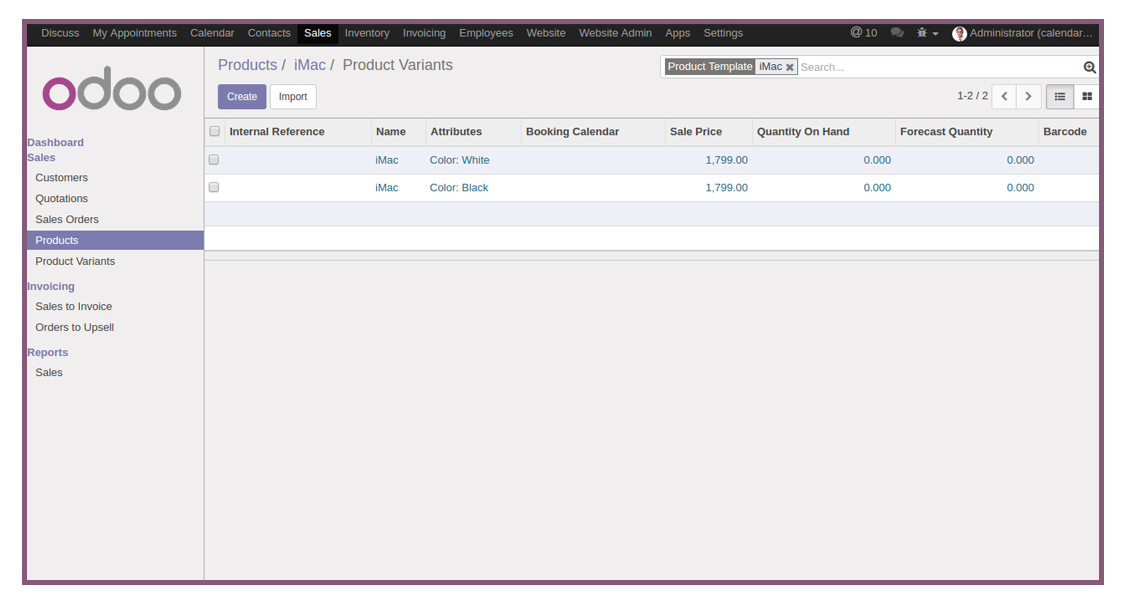 Discuss My Appointments Calendar Contacts Sales Inventory Invoicing Employees Website Website Admin Apps Settings @ 10 Administrator (calendar...
odoo
Products / iMac / Product Variants
Product Template iMac Search...
Create Import
1-2 / 2
Dashboard
Sales
Customers
Quotations
Sales Orders
Products
Product Variants
Invoicing
Sales to Invoice
Orders to Upsell
Reports
Sales
Internal Reference Name Attributes Booking Calendar Sale Price Quantity On Hand Forecast Quantity Barcode
iMac Color: White 1,799.00 0.000 0.000
iMac Color: Black 1,799.00 0.000 0.000